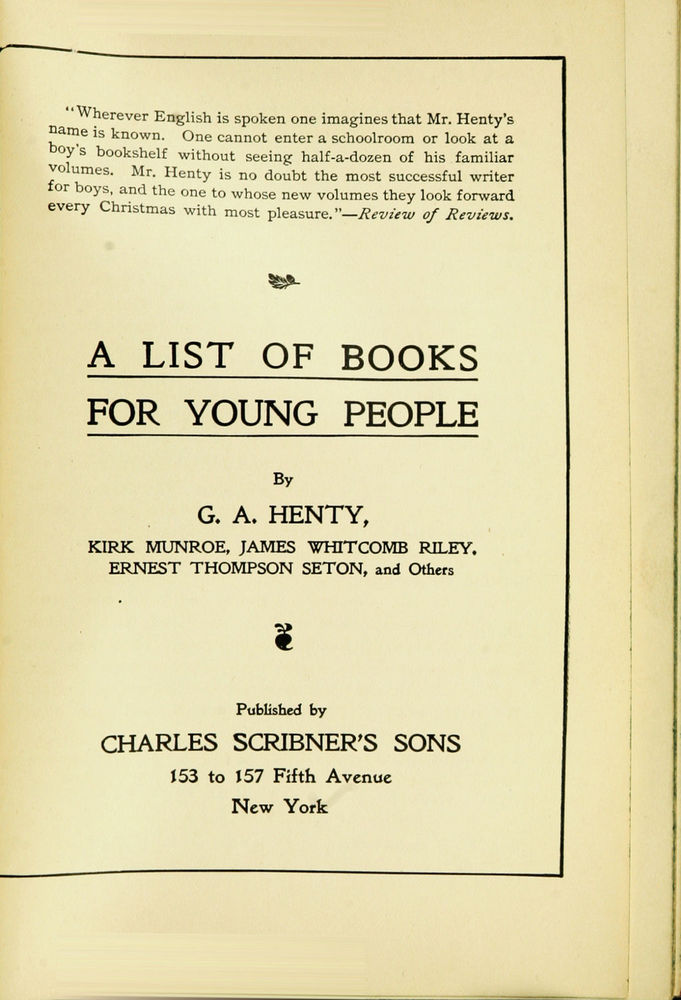 "Wherever English is spoken one imagines that Mr. Henty's
name is known. One cannot enter a schoolroom or look at a
boy's bookshelf without seeing half-a-dozen of his familiar
volumes. Mr. Henty is no doubt the most successful writer
for boys, and the one to whose new volumes they look forward
every Christmas with most pleasure."—Review of Reviews.
A LIST OF BOOKS
FOR YOUNG PEOPLE
By
G. A. HENTY,
KIRK MUNROE, JAMES WHITCOMB RILEY.
ERNEST THOMPSON SETON, and Others
Published by
CHARLES SCRIBNER'S SONS
153 to 157 Fifth Avenue
New York